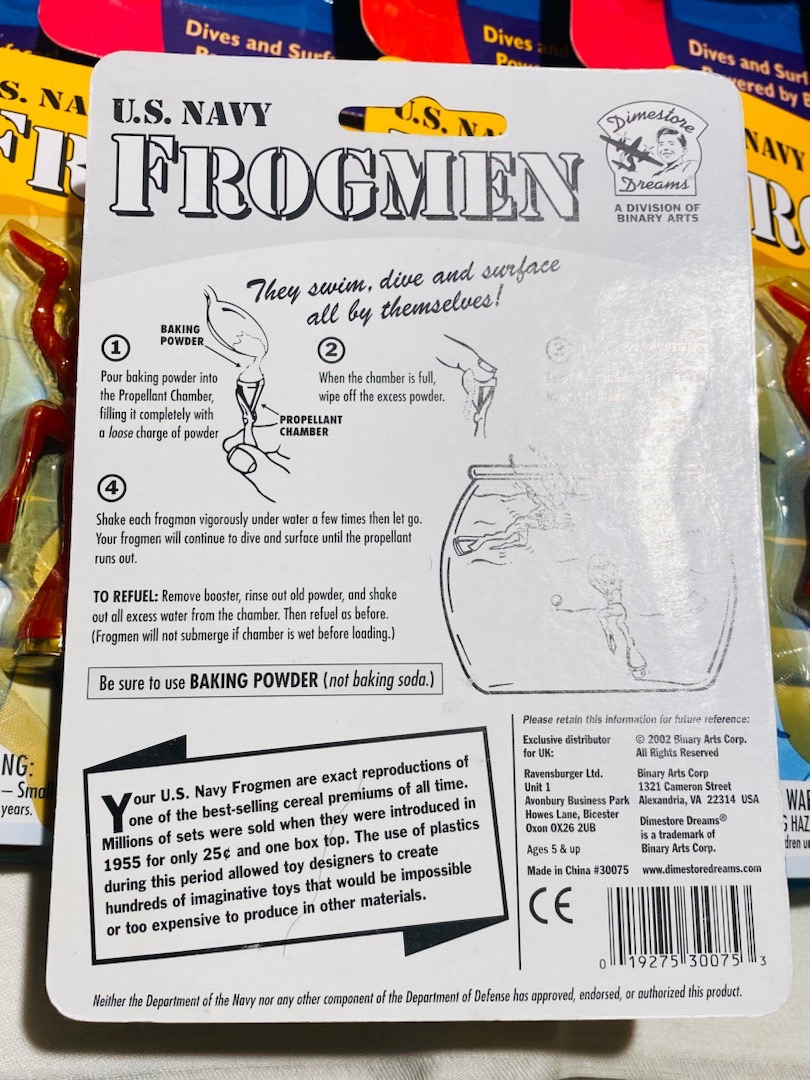 Dives and Surf
Dives and
Pow
Dives and Surf
Powered by B
S. NA
FR
NAVY
RO
U.S. NAVY
U.S. NA
FROGMEN
Dimestore
Dreams
A DIVISION OF
BINARY ARTS
They swim, dive and surface
all by themselves!
BAKING
POWDER
1
Pour baking powder into
the Propellant Chamber,
filling it completely with
a loose charge of powder
PROPELLANT
CHAMBER
2
When the chamber is full,
wipe off the excess powder.
3
4
Shake each frogman vigorously under water a few times then let go.
Your frogmen will continue to dive and surface until the propellant
runs out.
TO REFUEL: Remove booster, rinse out old powder, and shake
out all excess water from the chamber. Then refuel as before.
(Frogmen will not submerge if chamber is wet before loading.)
Be sure to use BAKING POWDER (not baking soda.)
Your U.S. Navy Frogmen are exact reproductions of
one of the best-selling cereal premiums of all time.
Millions of sets were sold when they were introduced in
1955 for only 25¢ and one box top. The use of plastics
during this period allowed toy designers to create
hundreds of imaginative toys that would be impossible
or too expensive to produce in other materials.
Please retain this information for future reference:
Exclusive distributor
for UK:
Ravensburger Ltd.
Unit 1
Avonbury Business Park
Howes Lane, Bicester
Oxon OX26 2UB
Ages 5 & up
Made in China #30075
© 2002 Binary Arts Corp.
All Rights Reserved
Binary Arts Corp
1321 Cameron Street
Alexandria, VA 22314 USA
Dimestore Dreams®
is a trademark of
Binary Arts Corp.
www.dimestoredreams.com
CE
0 19275 30075 3
Neither the Department of the Navy nor any other component of the Department of Defense has approved, endorsed, or authorized this product.
NG:
– Smal
years.
WAR
G HAZ
dren un